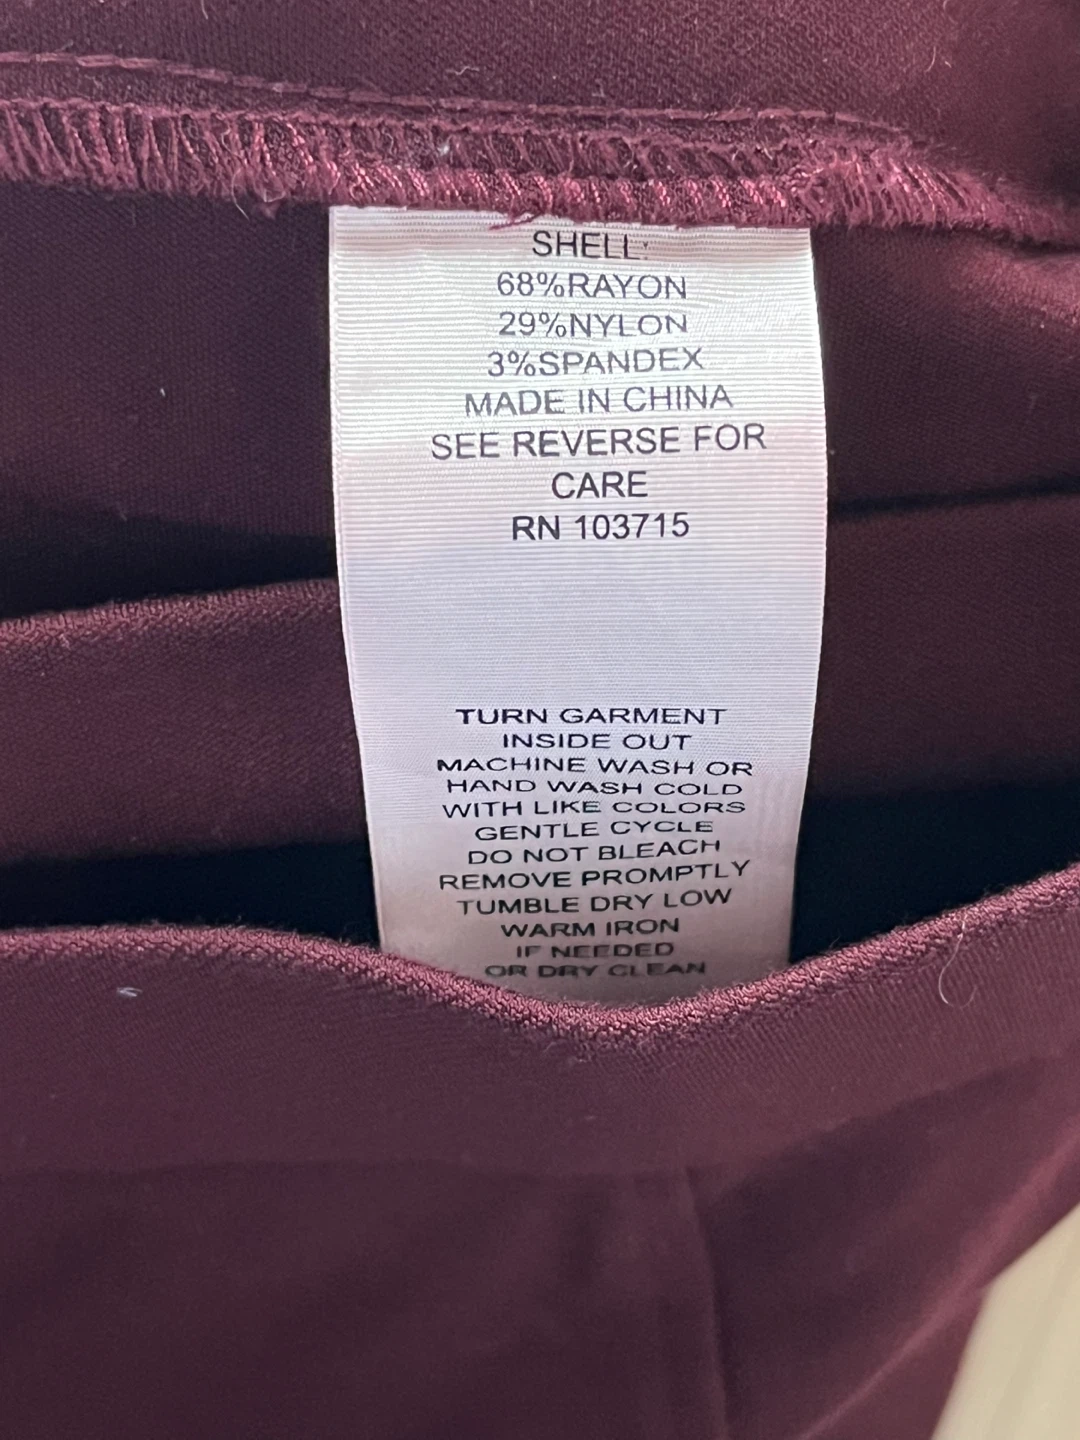 SHELL:
68%RAYON
29%NYLON
3%SPANDEX
MADE IN CHINA
SEE REVERSE FOR
CARE
RN 103715
TURN GARMENT
INSIDE OUT
MACHINE WASH OR
HAND WASH COLD
WITH LIKE COLORS
GENTLE CYCLE
DO NOT BLEACH
REMOVE PROMPTLY
TUMBLE DRY LOW
WARM IRON
IF NEEDED
OR DRY CLEAN